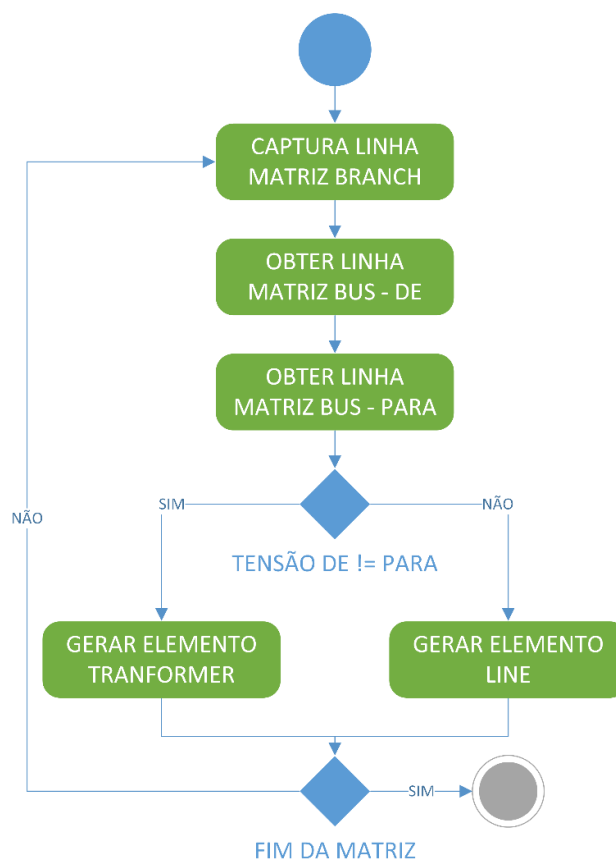 CAPTURA LINHA
MATRIZ BRANCH
OBTER LINHA
MATRIZ BUS - DE
OBTER LINHA
MATRIZ BUS - PARA
SIM
NÃO
NÃO
TENSÃO DE != PARA
GERAR ELEMENTO
TRANFORMER
GERAR ELEMENTO
LINE
SIM
FIM DA MATRIZ